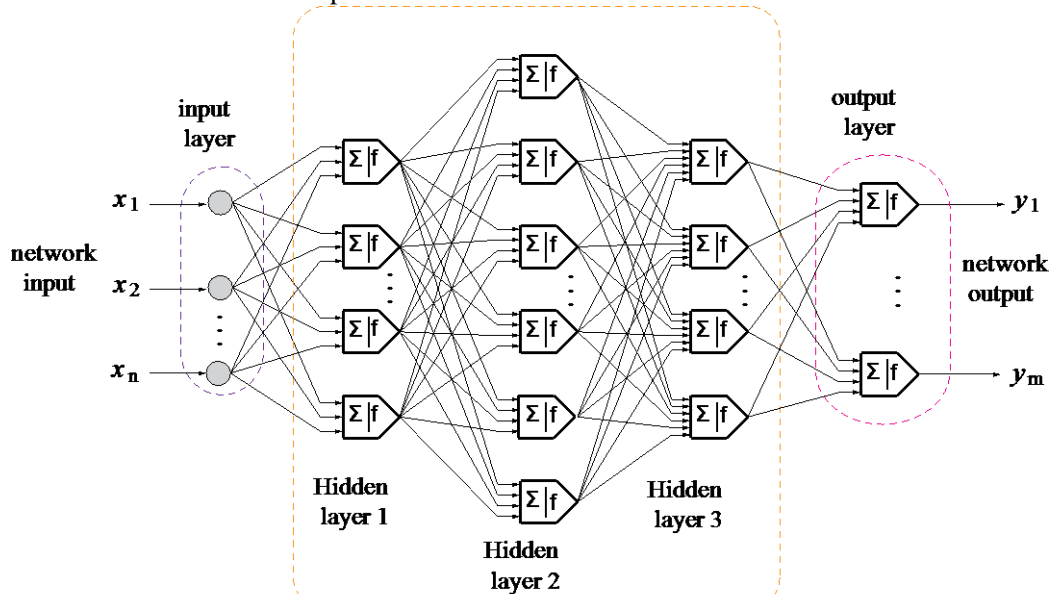 input
layer
output
layer
x1
x2
xn
network
input
Σ|f
Σ|f
Σ|f
Σ|f
Hidden
layer 1
Σ|f
Σ|f
Σ|f
Σ|f
Σ|f
Σ|f
Hidden
layer 2
Σ|f
Σ|f
Σ|f
Σ|f
Hidden
layer 3
Σ|f
Σ|f
y1
ym
network
output